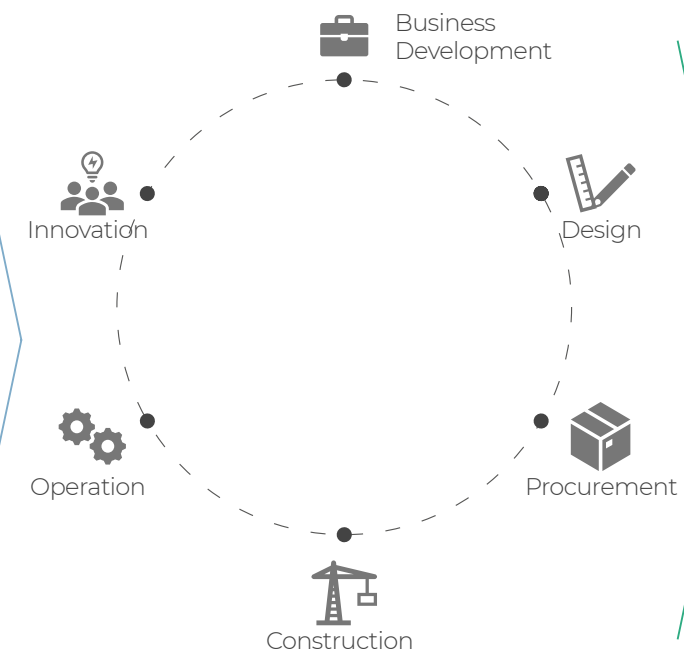 Business
Development
Innovation
Design
Operation
Procurement
Construction